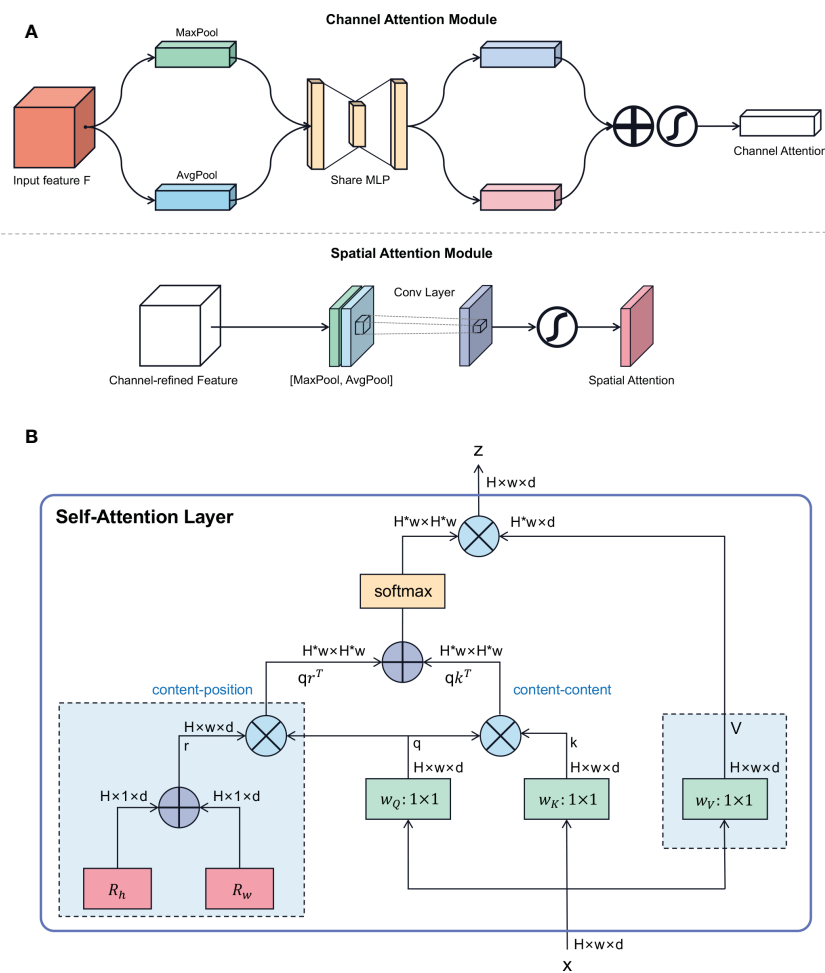 A
Channel Attention Module
MaxPool
Input feature F
AvgPool
Share MLP
Channel Attention
Spatial Attention Module
Conv Layer
Channel-refined Feature
[MaxPool, AvgPool]
Spatial Attention
B
z
H×w×d
Self-Attention Layer
H*w×H*w
H*w×d
softmax
H*w×H*w
H*w×H*w
qr^T
qk^T
content-position
content-content
H×w×d
r
q
k
V
H×w×d
H×w×d
H×w×d
H×1×d
H×1×d
w_Q: 1×1
w_K: 1×1
w_V: 1×1
R_h
R_w
H×w×d
x